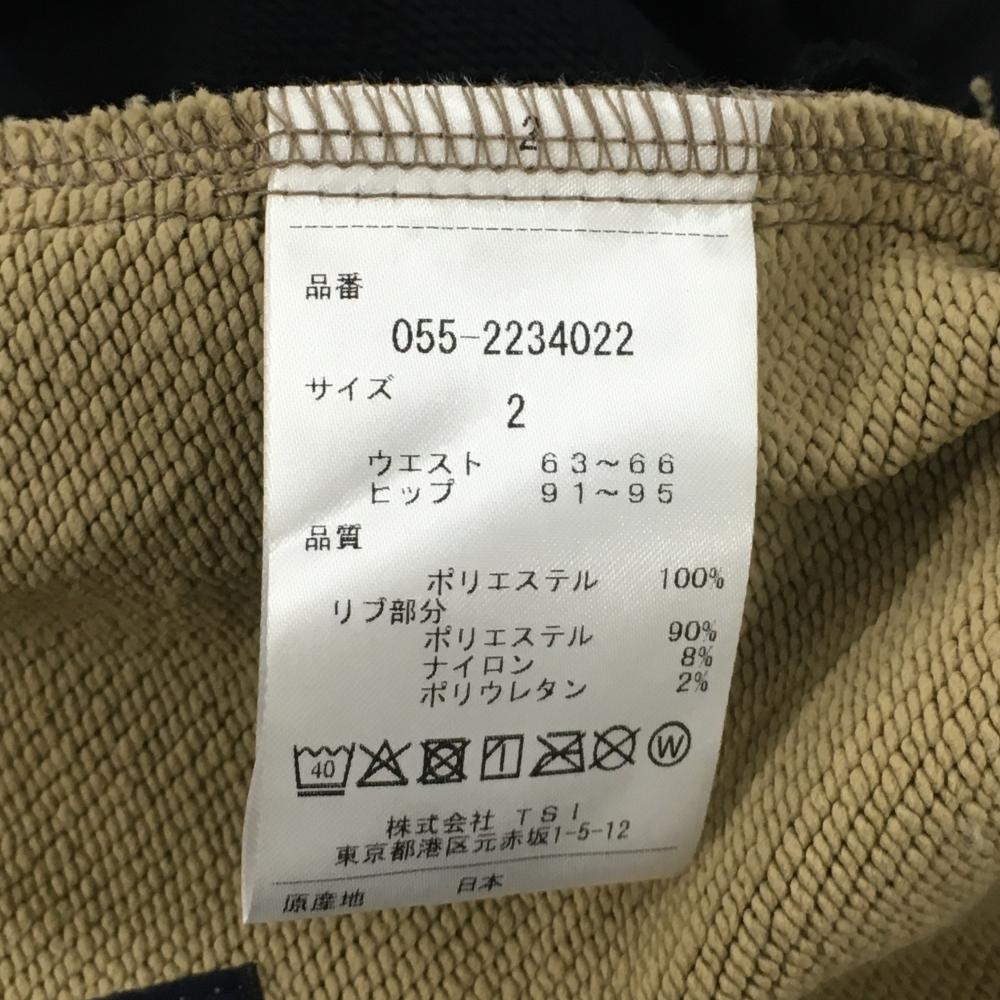 2
品番
055-2234022
サイズ
2
ウエスト 63～66
ヒップ 91～95
品質
ポリエステル 100%
リブ部分
ポリエステル 90%
ナイロン 8%
ポリウレタン 2%
40 W
株式会社 TSI
東京都港区元赤坂1-5-12
原産地 日本